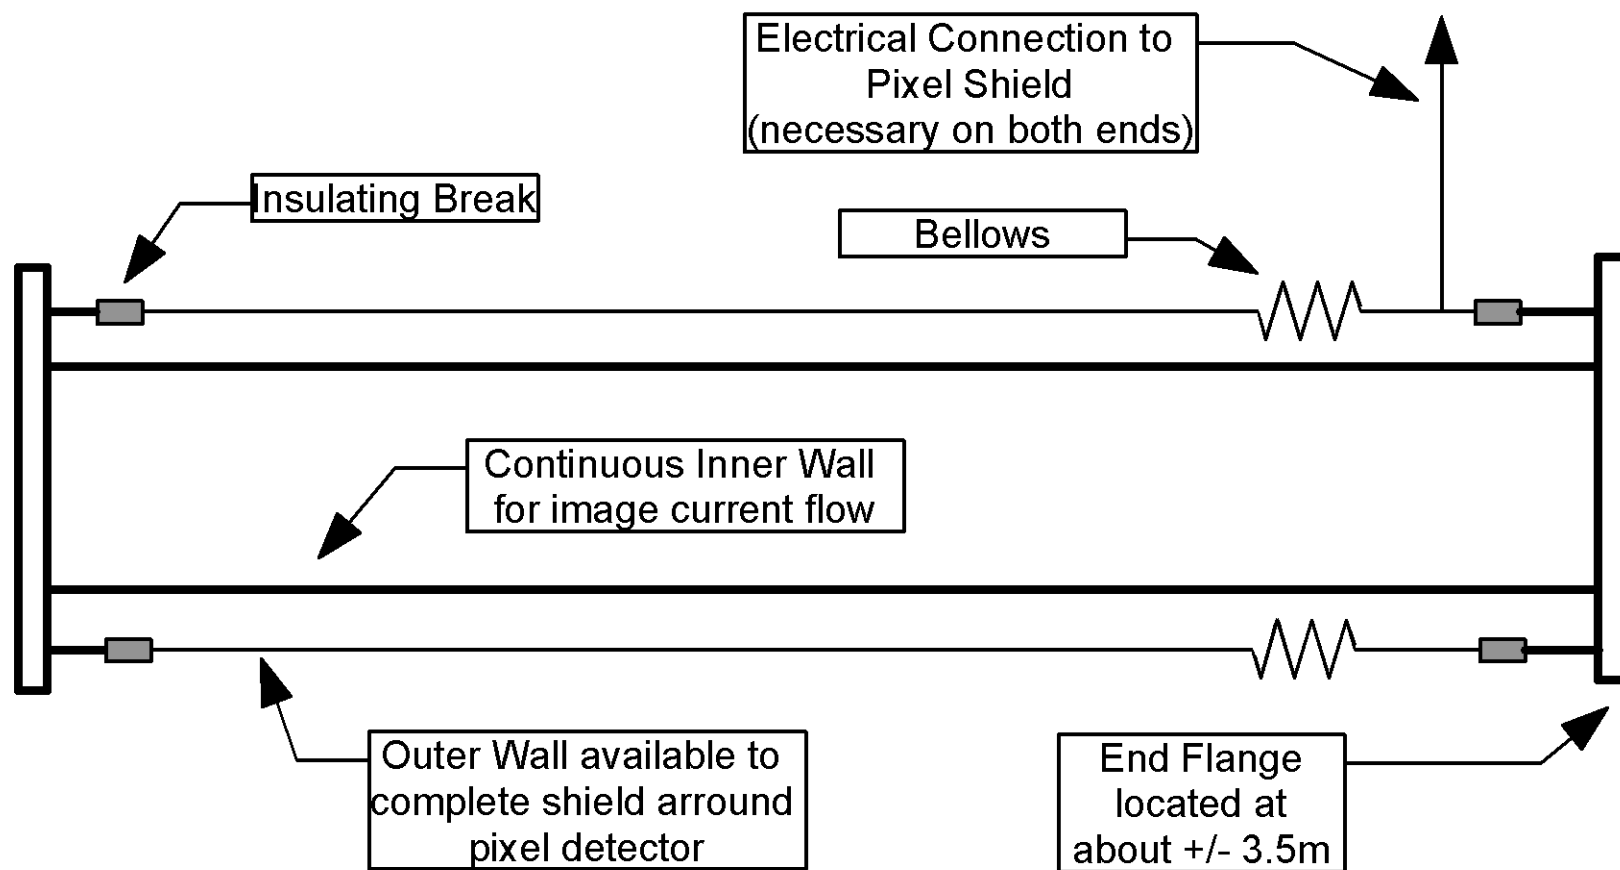 Electrical Connection to
Pixel Shield
(necessary on both ends)
Insulating Break
Bellows
Continuous Inner Wall
for image current flow
Outer Wall available to
complete shield arround
pixel detector
End Flange
located at
about +/- 3.5m